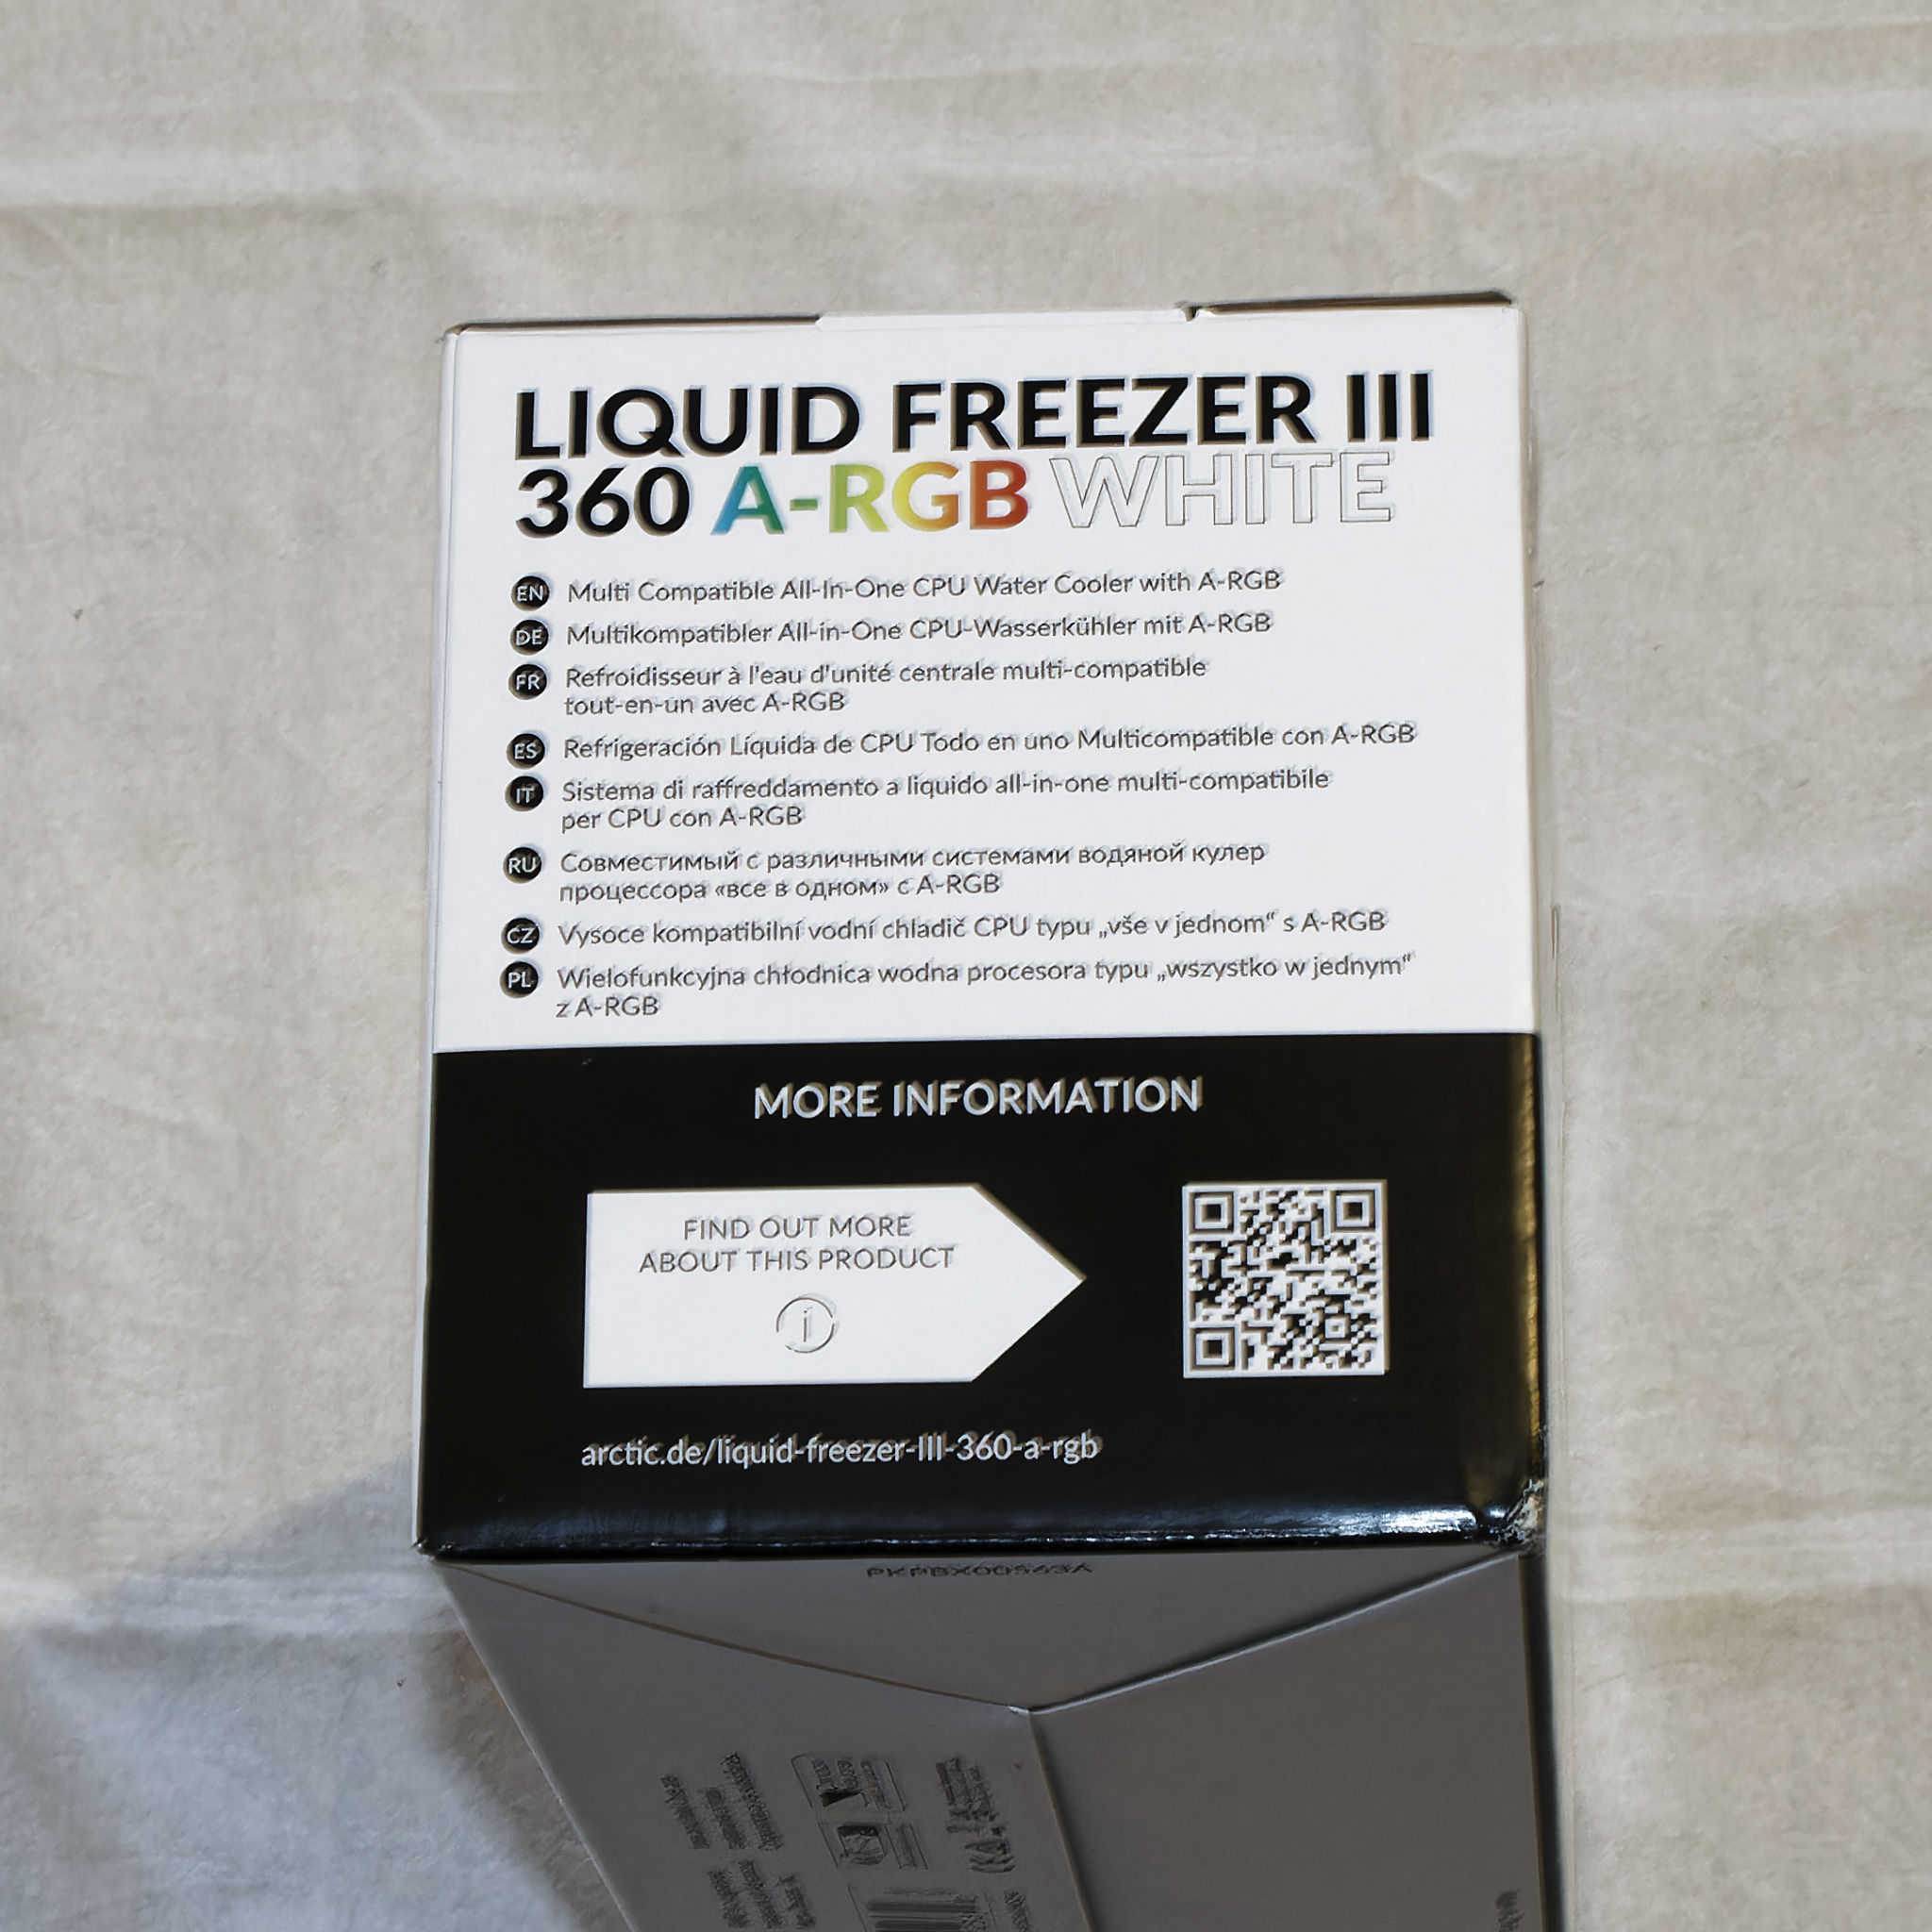 LIQUID FREEZER III
360 A-RGB WHITE
EN Multi Compatible All-In-One CPU Water Cooler with A-RGB
DE Multikompatibler All-in-One CPU-Wasserkühler mit A-RGB
FR Refroidisseur à l'eau d'unité centrale multi-compatible
tout-en-un avec A-RGB
ES Refrigeración Líquida de CPU Todo en uno Multicompatible con A-RGB
IT Sistema di raffreddamento a liquido all-in-one multi-compatibile
per CPU con A-RGB
RU Совместимый с различными системами водяной кулер
процессора «все в одном» с A-RGB
CZ Vysoce kompatibilní vodní chladič CPU typu „vše v jednom“ s A-RGB
PL Wielofunkcyjna chłodnica wodna procesora typu „wszystko w jednym“
z A-RGB
MORE INFORMATION
FIND OUT MORE
ABOUT THIS PRODUCT
i
arctic.de/liquid-freezer-III-360-a-rgb
PKPBX00563A